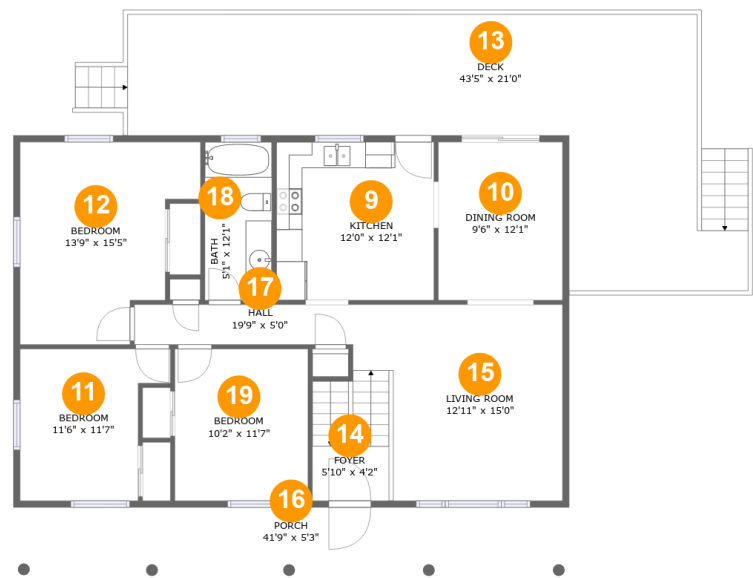 13
DECK
43'5" x 21'0"
12
BEDROOM
13'9" x 15'5"
18
BATH
5'1" x 12'1"
9
KITCHEN
12'0" x 12'1"
10
DINING ROOM
9'6" x 12'1"
17
HALL
19'9" x 5'0"
11
BEDROOM
11'6" x 11'7"
19
BEDROOM
10'2" x 11'7"
15
LIVING ROOM
12'11" x 15'0"
14
FOYER
5'10" x 4'2"
16
PORCH
41'9" x 5'3"